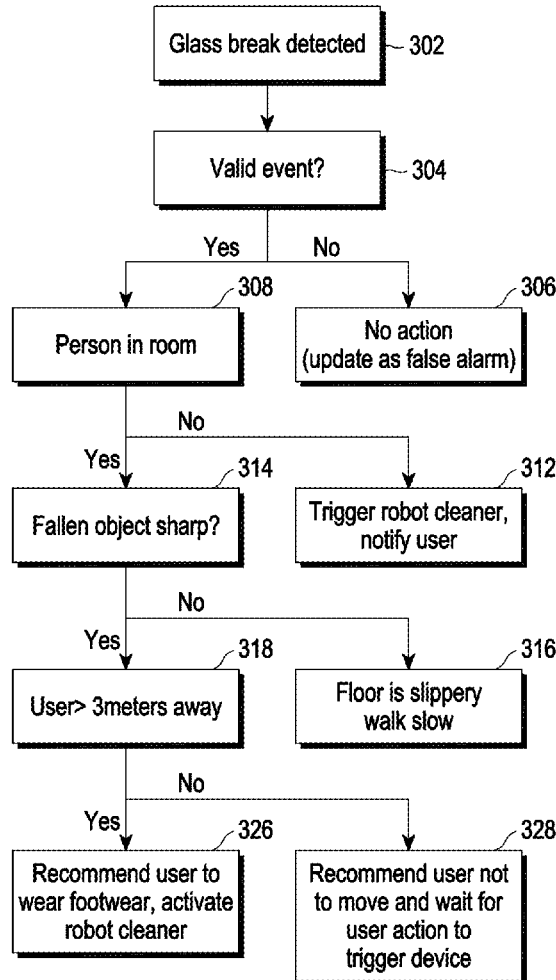 Glass break detected
302
Valid event?
304
Yes
No
308
306
Person in room
No action
(update as false alarm)
No
Yes
314
312
Fallen object sharp?
Trigger robot cleaner,
notify user
No
Yes
318
316
User> 3meters away
Floor is slippery
walk slow
No
Yes
326
328
Recommend user to
wear footwear, activate
robot cleaner
Recommend user not
to move and wait for
user action to
trigger device